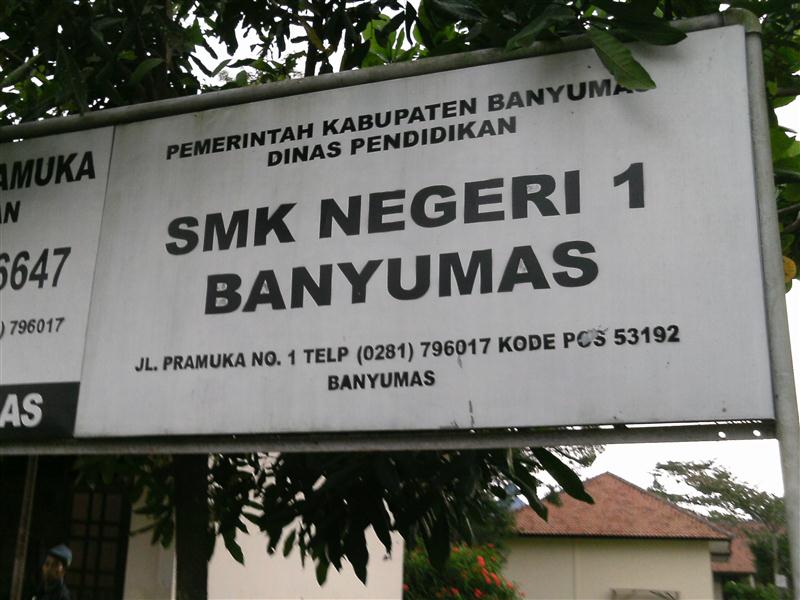 PEMERINTAH KABUPATEN BANYUMAS
DINAS PENDIDIKAN
SMK NEGERI 1
BANYUMAS
JL. PRAMUKA NO. 1 TELP (0281) 796017 KODE POS 53192
BANYUMAS
AMUKA
AN
6647
) 796017
AS